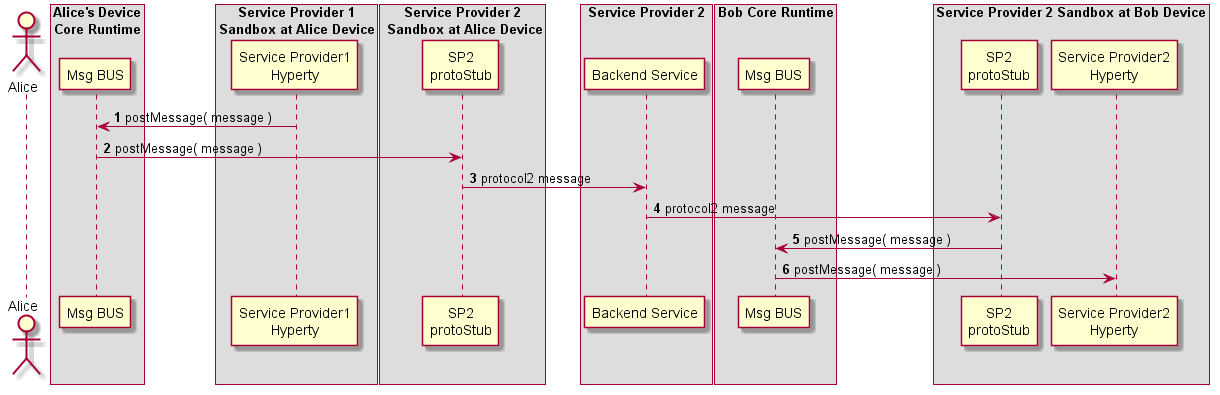 Alice's Device
Core Runtime
Service Provider 1
Sandbox at Alice Device
Service Provider 2
Sandbox at Alice Device
Service Provider 2
Bob Core Runtime
Service Provider 2 Sandbox at Bob Device
Alice
Msg BUS
Service Provider1
Hyperty
SP2
protoStub
Backend Service
Msg BUS
SP2
protoStub
Service Provider2
Hyperty
1 postMessage( message )
2 postMessage( message )
3 protocol2 message
4 protocol2 message
5 postMessage( message )
6 postMessage( message )
Alice
Msg BUS
Service Provider1
Hyperty
SP2
protoStub
Backend Service
Msg BUS
SP2
protoStub
Service Provider2
Hyperty